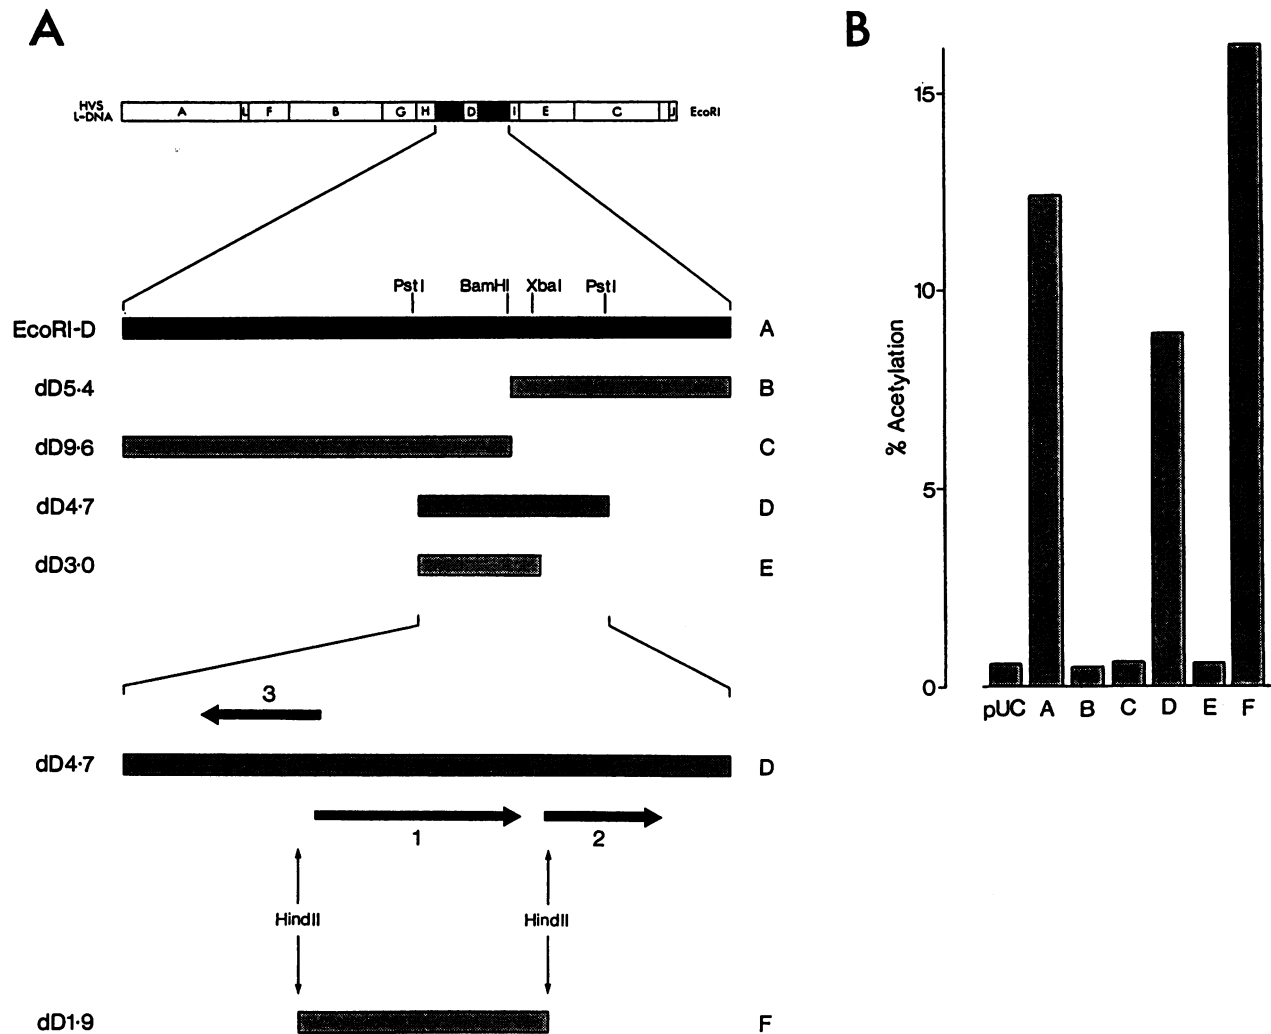 A
HVS
L-DNA
A L F B G H D I E C J
EcoRI
PstI BamHI XbaI PstI
EcoRI-D A
dD5·4 B
dD9·6 C
dD4·7 D
dD3·0 E
3
dD4·7 D
1 2
HindII HindII
dD1·9 F
B
% Acetylation
15
10
5
0
pUC A B C D E F